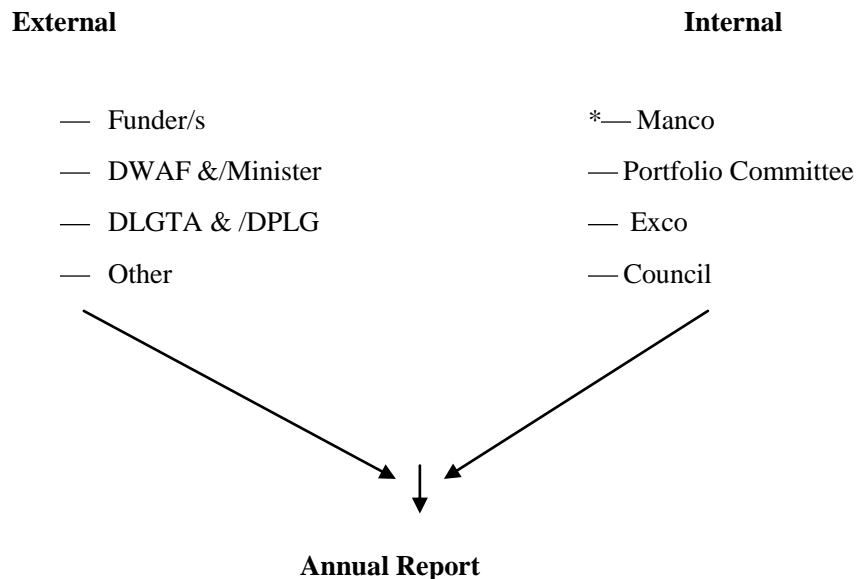 External
Internal
— Funder/s
— DWAF &/Minister
— DLGTA & /DPLG
— Other
*— Manco
— Portfolio Committee
— Exco
— Council
Annual Report